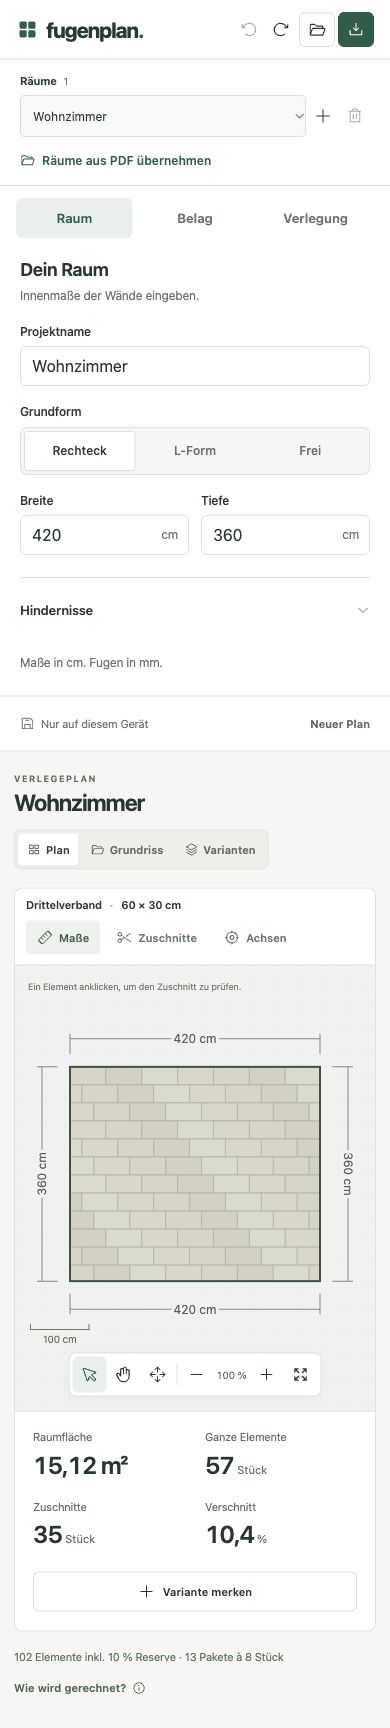 fugenplan.
Räume 1
Wohnzimmer
Räume aus PDF übernehmen
Raum Belag Verlegung
Dein Raum
Innenmaße der Wände eingeben.
Projektname
Wohnzimmer
Grundform
Rechteck L-Form Frei
Breite Tiefe
420 cm 360 cm
Hindernisse
Maße in cm. Fugen in mm.
Nur auf diesem Gerät Neuer Plan
VERLEGEPLAN
Wohnzimmer
Plan Grundriss Varianten
Drittelverband · 60 × 30 cm
Maße Zuschnitte Achsen
Ein Element anklicken, um den Zuschnitt zu prüfen.
420 cm
360 cm 360 cm
420 cm
100 cm
100 %
Raumfläche Ganze Elemente
15,12 m² 57 Stück
Zuschnitte Verschnitt
35 Stück 10,4 %
Variante merken
102 Elemente inkl. 10 % Reserve · 13 Pakete à 8 Stück
Wie wird gerechnet?